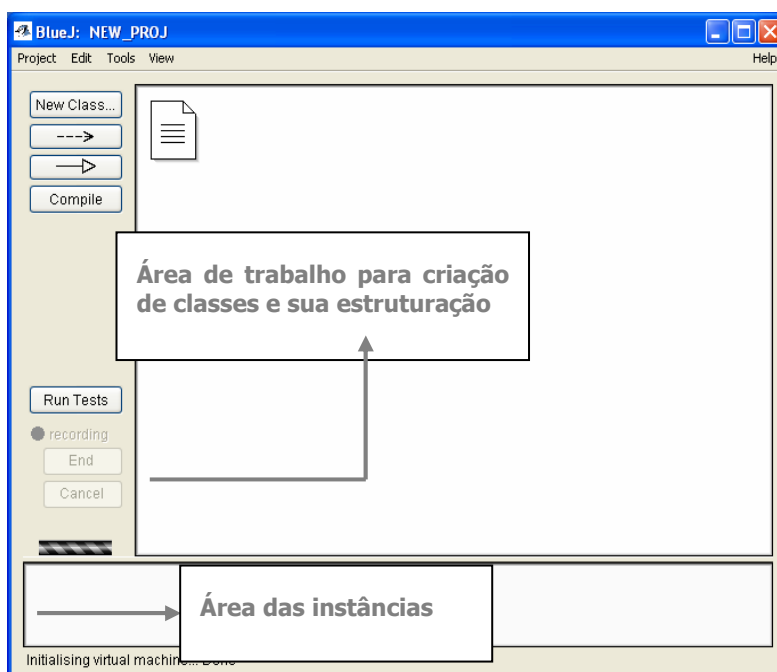 BlueJ: NEW_PROJ
Project Edit Tools View Help
New Class...
Compile
Área de trabalho para criação
de classes e sua estruturação
Run Tests
recording
End
Cancel
Área das instâncias
Initialising virtual machine... Done